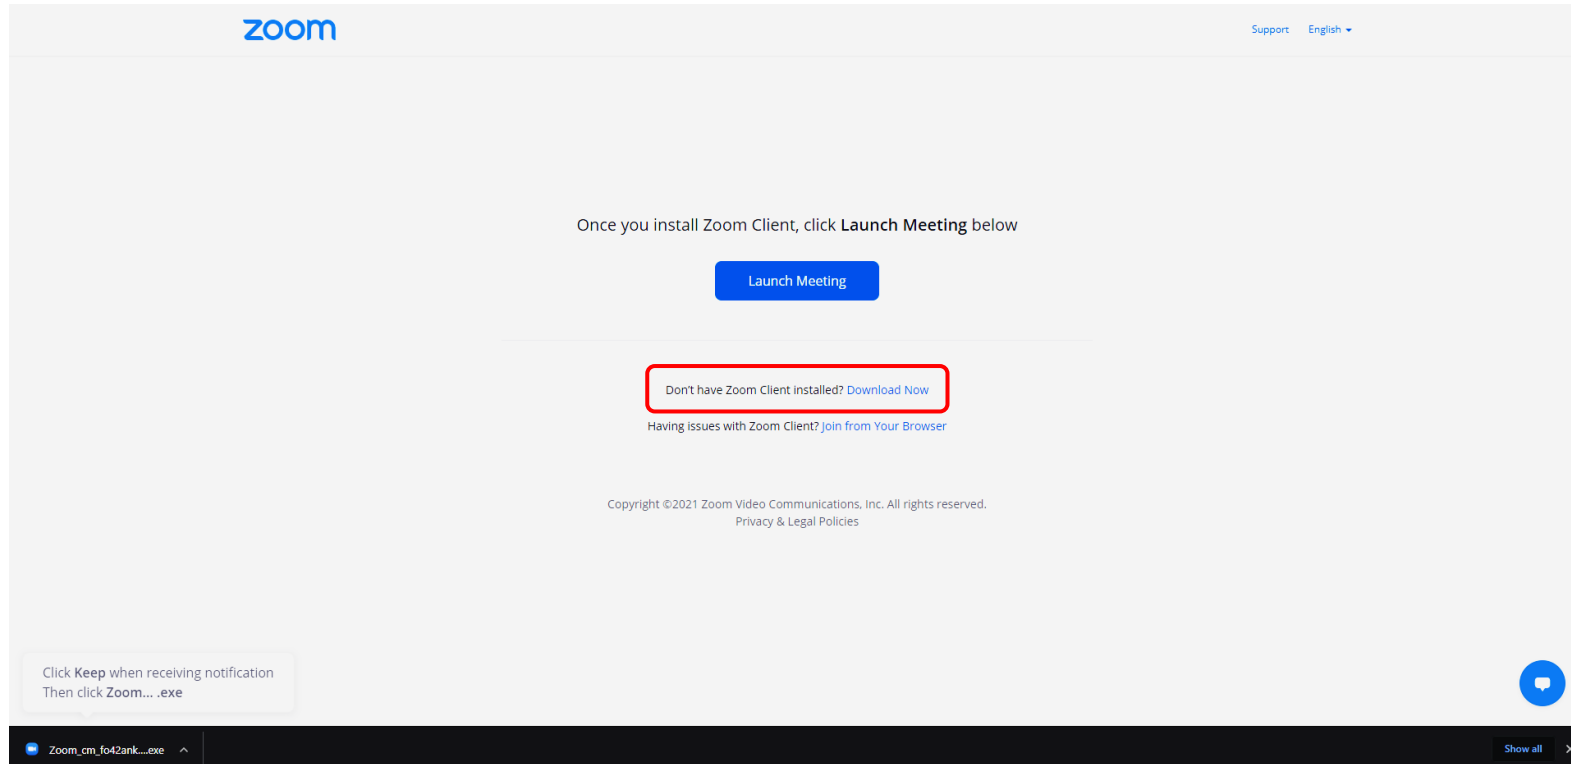 zoom
Support English
Once you install Zoom Client, click Launch Meeting below
Launch Meeting
Don't have Zoom Client installed? Download Now
Having issues with Zoom Client? Join from Your Browser
Copyright ©2021 Zoom Video Communications, Inc. All rights reserved.
Privacy & Legal Policies
Click Keep when receiving notification
Then click Zoom... .exe
Zoom_cm_fo42ank....exe
Show all